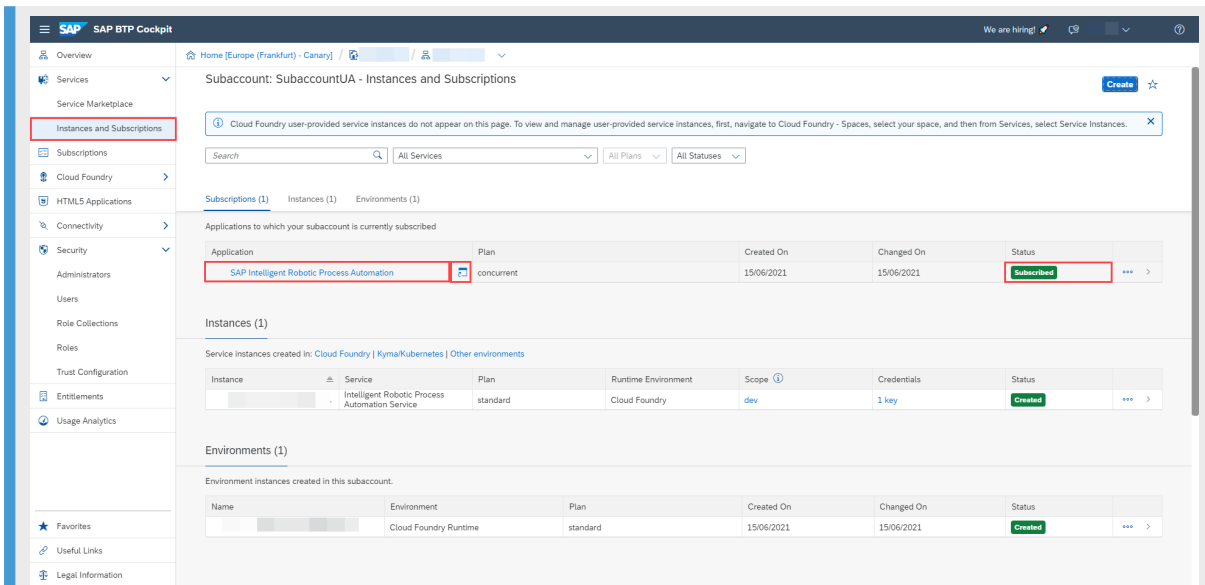 SAP SAP BTP Cockpit
We are hiring!
Overview
Home [Europe (Frankfurt) - Canary] / /
Services
Subaccount: SubaccountUA - Instances and Subscriptions
Create
Service Marketplace
Instances and Subscriptions
Cloud Foundry user-provided service instances do not appear on this page. To view and manage user-provided service instances, first, navigate to Cloud Foundry - Spaces, select your space, and then from Services, select Service Instances.
Subscriptions
Search
All Services
All Plans
All Statuses
Cloud Foundry
HTML5 Applications
Subscriptions (1) Instances (1) Environments (1)
Connectivity
Applications to which your subaccount is currently subscribed
Security
Application Plan Created On Changed On Status
Administrators
SAP Intelligent Robotic Process Automation concurrent 15/06/2021 15/06/2021 Subscribed
Users
Role Collections
Instances (1)
Roles
Service instances created in: Cloud Foundry | Kyma/Kubernetes | Other environments
Trust Configuration
Instance Service Plan Runtime Environment Scope Credentials Status
Entitlements
Intelligent Robotic Process
Automation Service standard Cloud Foundry dev 1 key Created
Usage Analytics
Environments (1)
Environment instances created in this subaccount.
Name Environment Plan Created On Changed On Status
Favorites
Cloud Foundry Runtime standard 15/06/2021 15/06/2021 Created
Useful Links
Legal Information